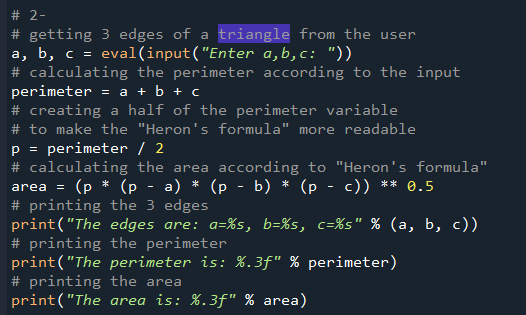 # 2-
# getting 3 edges of a triangle from the user
a, b, c = eval(input("Enter a,b,c: "))
# calculating the perimeter according to the input
perimeter = a + b + c
# creating a half of the perimeter variable
# to make the "Heron's formula" more readable
p = perimeter / 2
# calculating the area according to "Heron's formula"
area = (p * (p - a) * (p - b) * (p - c)) ** 0.5
# printing the 3 edges
print("The edges are: a=%s, b=%s, c=%s" % (a, b, c))
# printing the perimeter
print("The perimeter is: %.3f" % perimeter)
# printing the area
print("The area is: %.3f" % area)